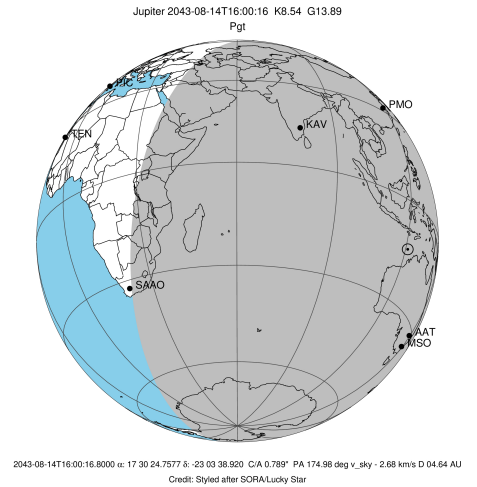 Jupiter 2043-08-14T16:00:16 K8.54 G13.89
Pgt
PIC
PMO
KAV
TEN
SAAO
AAT
MSO
2043-08-14T16:00:16.8000 α: 17 30 24.7577 δ: -23 03 38.920 C/A 0.789" PA 174.98 deg v_sky - 2.68 km/s D 04.64 AU
Credit: Styled after SORA/Lucky Star